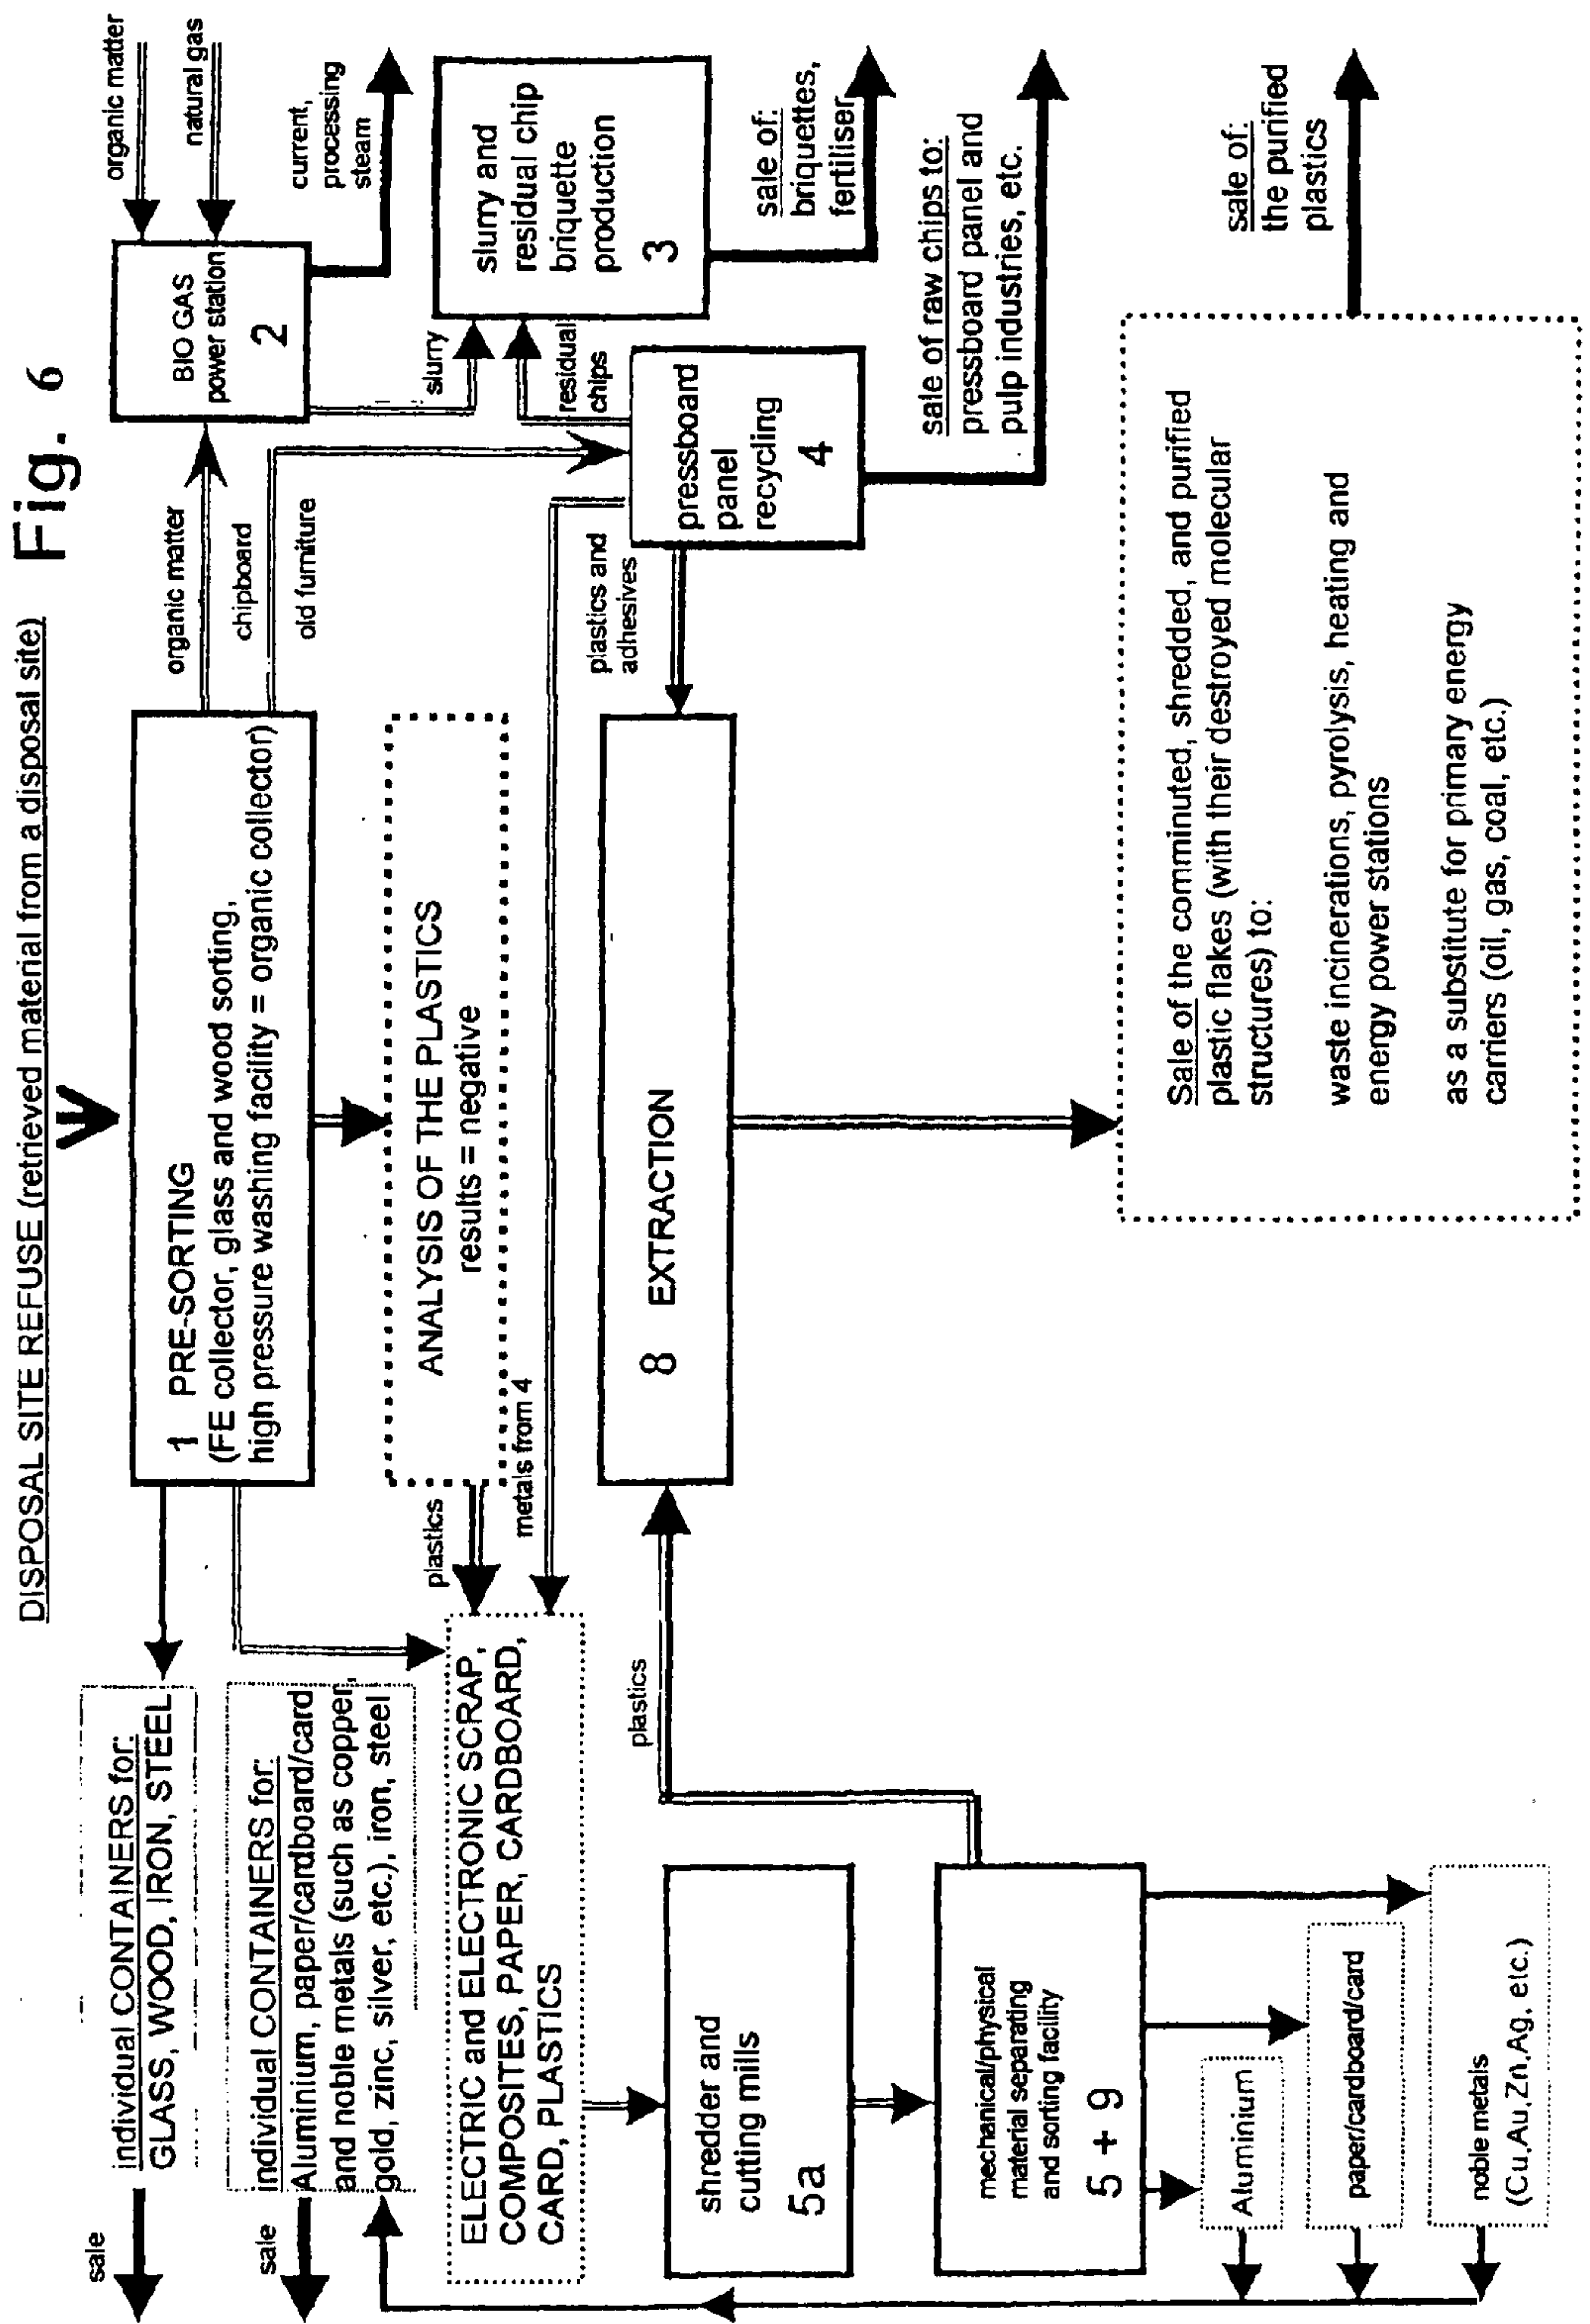 Fig. 6
DISPOSAL SITE REFUSE (retrieved material from a disposal site)
sale
individual CONTAINERS for:
GLASS, WOOD, IRON, STEEL
sale
individual CONTAINERS for:
Aluminium, paper/cardboard/card
and noble metals (such as copper,
gold, zinc, silver, etc.), iron, steel
1 PRE-SORTING
(FE collector, glass and wood sorting,
high pressure washing facility = organic collector)
organic matter
chipboard
old furniture
BIO GAS
power station
2
organic matter
natural gas
current,
processing
steam
slurry
residual
chips
slurry and
residual chip
briquette
production
3
sale of:
briquettes,
fertiliser
ANALYSIS OF THE PLASTICS
results = negative
plastics
metals from 4
ELECTRIC and ELECTRONIC SCRAP,
COMPOSITES, PAPER, CARDBOARD,
CARD, PLASTICS
pressboard
panel
recycling
4
plastics and
adhesives
sale of raw chips to:
pressboard panel and
pulp industries, etc.
8 EXTRACTION
plastics
shredder and
cutting mills
5a
mechanical/physical
material separating
and sorting facility
5 + 9
Aluminium
paper/cardboard/card
noble metals
(Cu,Au,Zn,Ag, etc.)
Sale of the comminuted, shredded, and purified
plastic flakes (with their destroyed molecular
structures) to:
waste incinerations, pyrolysis, heating and
energy power stations
as a substitute for primary energy
carriers (oil, gas, coal, etc.)
sale of:
the purified
plastics